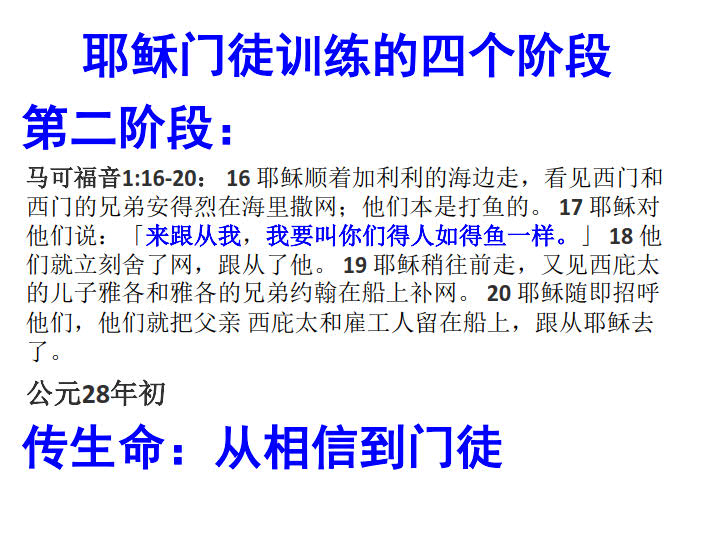 耶稣门徒训练的四个阶段
第二阶段：
马可福音1:16-20： 16 耶稣顺着加利利的海边走，看见西门和
西门的兄弟安得烈在海里撒网；他们本是打鱼的。 17 耶稣对
他们说：「来跟从我，我要叫你们得人如得鱼一样。」 18 他
们就立刻舍了网，跟从了他。 19 耶稣稍往前走，又见西庇太
的儿子雅各和雅各的兄弟约翰在船上补网。 20 耶稣随即招呼
他们，他们就把父亲 西庇太和雇工人留在船上，跟从耶稣去
了。
公元28年初
传生命：从相信到门徒